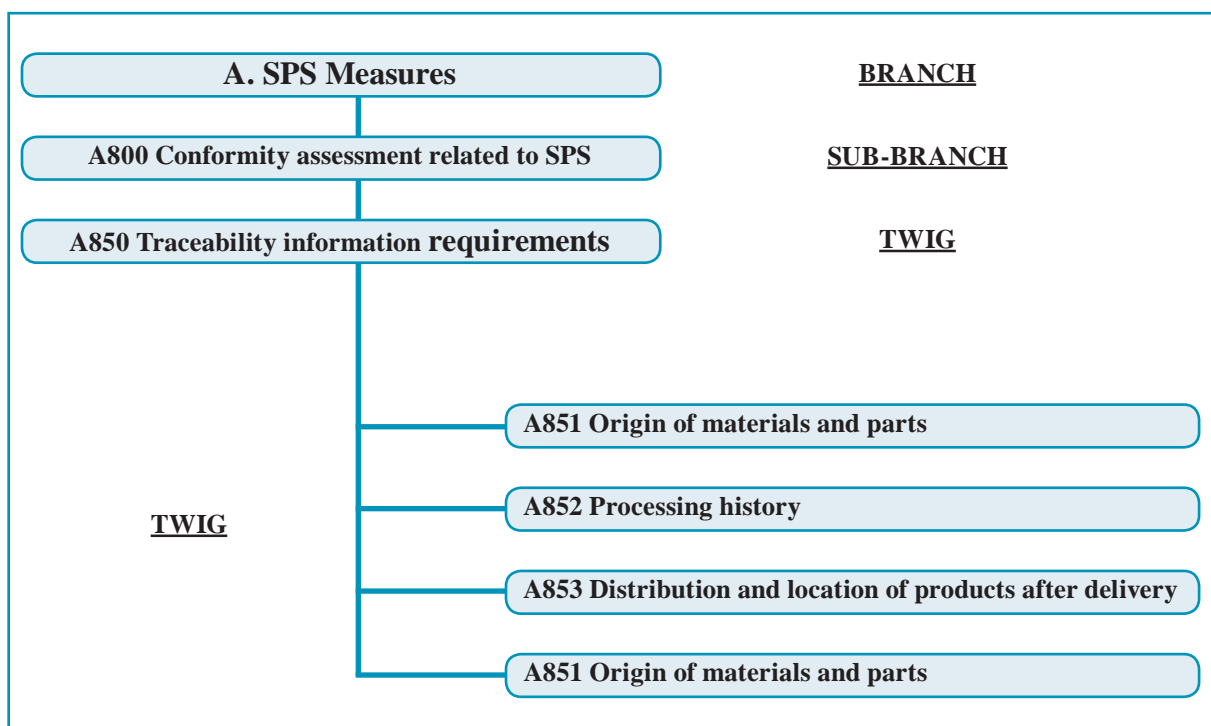 A. SPS Measures
BRANCH
A800 Conformity assessment related to SPS
SUB-BRANCH
A850 Traceability information requirements
TWIG
A851 Origin of materials and parts
A852 Processing history
TWIG
A853 Distribution and location of products after delivery
A851 Origin of materials and parts